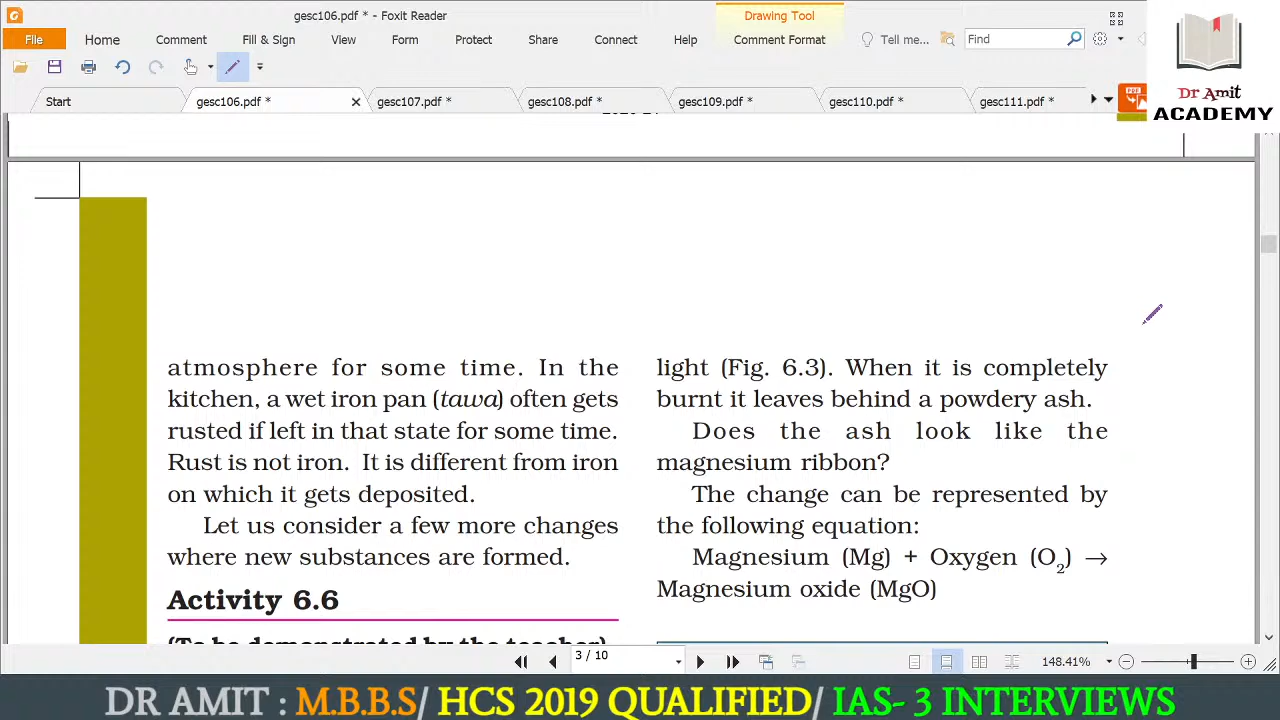 gesc106.pdf * - Foxit Reader
Drawing Tool
File Home Comment Fill & Sign View Form Protect Share Connect Help Comment Format Tell me... Find
Start gesc106.pdf * gesc107.pdf * gesc108.pdf * gesc109.pdf * gesc110.pdf * gesc111.pdf *
PDF
Dr Amit
ACADEMY
atmosphere for some time. In the
kitchen, a wet iron pan (tawa) often gets
rusted if left in that state for some time.
Rust is not iron. It is different from iron
on which it gets deposited.
Let us consider a few more changes
where new substances are formed.
Activity 6.6
(To be demonstrated by the teacher)
light (Fig. 6.3). When it is completely
burnt it leaves behind a powdery ash.
Does the ash look like the
magnesium ribbon?
The change can be represented by
the following equation:
Magnesium (Mg) + Oxygen (O₂) →
Magnesium oxide (MgO)
3 / 10
148.41%
DR AMIT : M.B.B.S/ HCS 2019 QUALIFIED/ IAS- 3 INTERVIEWS